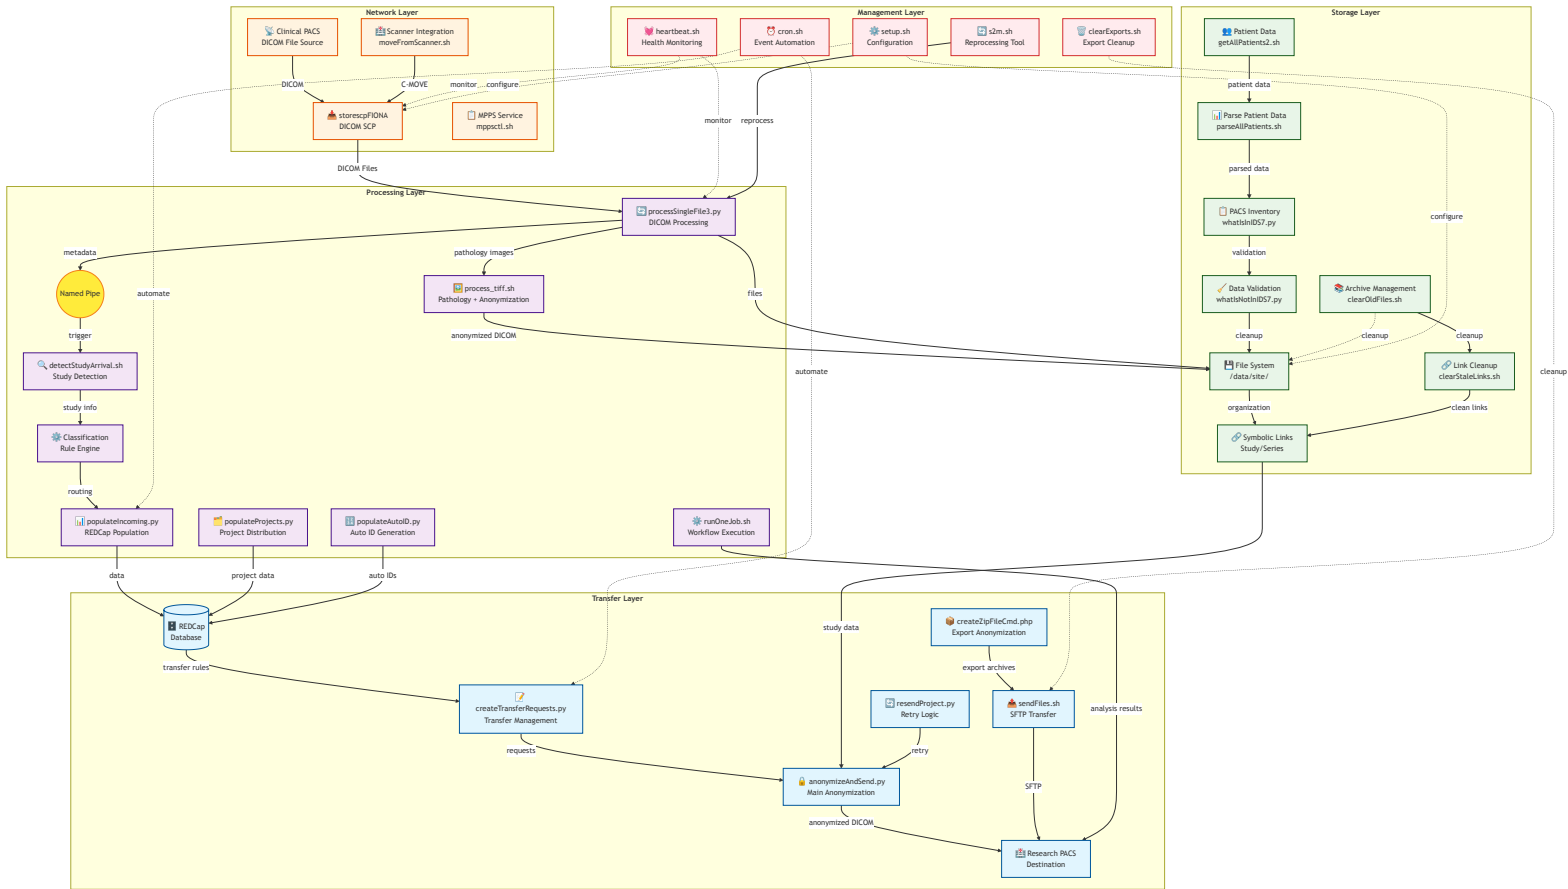 Network Layer
📡 Clinical PACS
DICOM File Source
🏥 Scanner Integration
moveFromScanner.sh
DICOM
C-MOVE
📥 storescpFIONA
DICOM SCP
📋 MPPS Service
mppsctl.sh
DICOM Files
Management Layer
💓 heartbeat.sh
Health Monitoring
⏰ cron.sh
Event Automation
⚙️ setup.sh
Configuration
🔄 s2m.sh
Reprocessing Tool
🗑️ clearExports.sh
Export Cleanup
monitor
configure
monitor
reprocess
Storage Layer
👥 Patient Data
getAllPatients2.sh
patient data
📊 Parse Patient Data
parseAllPatients.sh
parsed data
📋 PACS Inventory
whatIsInIDS7.py
configure
validation
🧹 Data Validation
whatIsNotInIDS7.py
📚 Archive Management
clearOldFiles.sh
cleanup
cleanup
cleanup
💾 File System
/data/site/
🔗 Link Cleanup
clearStaleLinks.sh
cleanup
organization
clean links
🔗 Symbolic Links
Study/Series
Processing Layer
🔄 processSingleFile3.py
DICOM Processing
metadata
pathology images
Named Pipe
automate
🖼️ process_tiff.sh
Pathology + Anonymization
files
trigger
anonymized DICOM
🔍 detectStudyArrival.sh
Study Detection
automate
study info
⚙️ Classification
Rule Engine
routing
📊 populateIncoming.py
REDCap Population
🗂️ populateProjects.py
Project Distribution
🔢 populateAutoID.py
Auto ID Generation
⚙️ runOneJob.sh
Workflow Execution
data
project data
auto IDs
Transfer Layer
🗄️ REDCap
Database
study data
📦 createZipFileCmd.php
Export Anonymization
transfer rules
export archives
📝
createTransferRequests.py
Transfer Management
🔄 resendProject.py
Retry Logic
📤 sendFiles.sh
SFTP Transfer
analysis results
requests
retry
🔒 anonymizeAndSend.py
Main Anonymization
SFTP
anonymized DICOM
🏥 Research PACS
Destination